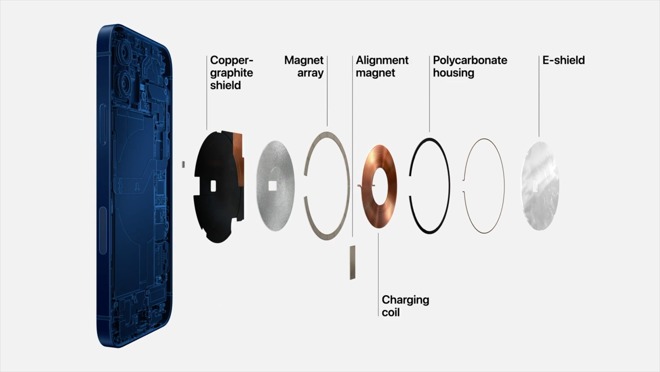 Copper-
graphite
shield
Magnet
array
Alignment
magnet
Polycarbonate
housing
E-shield
Charging
coil